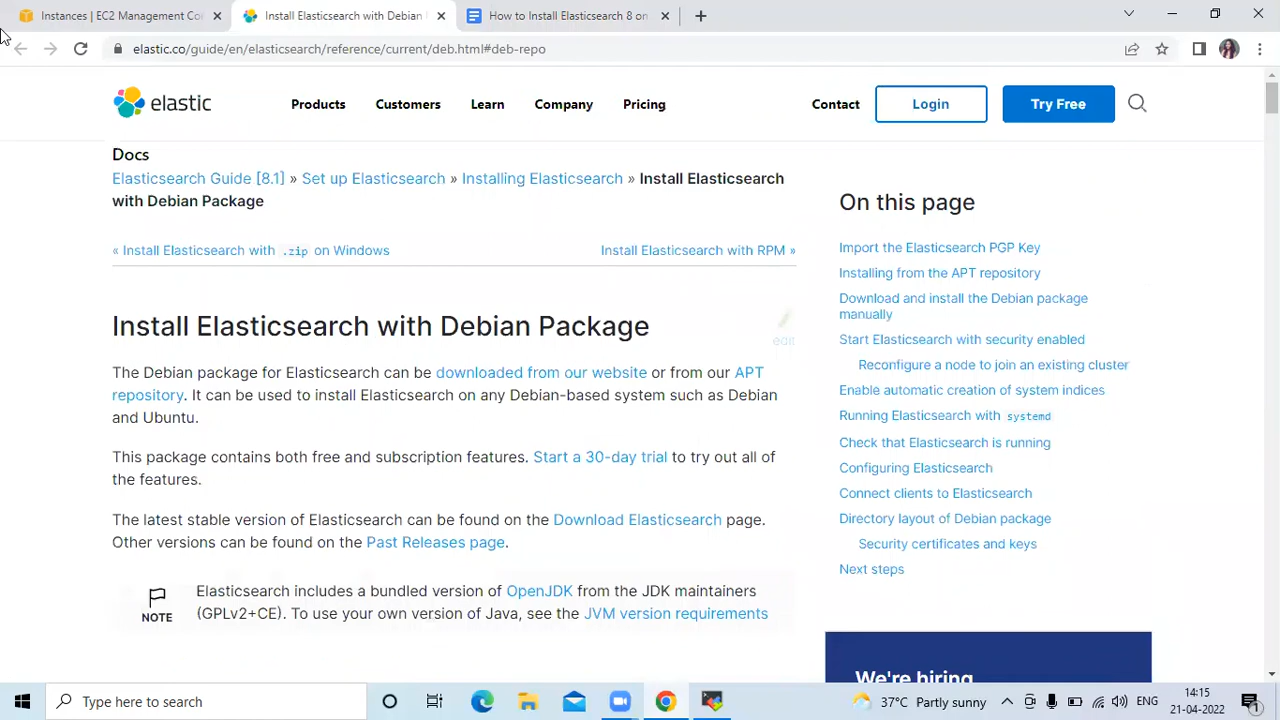 Instances | EC2 Management Co
Install Elasticsearch with Debian
How to Install Elasticsearch 8 on
elastic.co/guide/en/elasticsearch/reference/current/deb.html#deb-repo
elastic
Products
Customers
Learn
Company
Pricing
Contact
Login
Try Free
Docs
Elasticsearch Guide [8.1] » Set up Elasticsearch » Installing Elasticsearch » Install Elasticsearch
with Debian Package
« Install Elasticsearch with .zip on Windows
Install Elasticsearch with RPM »
Install Elasticsearch with Debian Package
edit
The Debian package for Elasticsearch can be downloaded from our website or from our APT
repository. It can be used to install Elasticsearch on any Debian-based system such as Debian
and Ubuntu.
This package contains both free and subscription features. Start a 30-day trial to try out all of
the features.
The latest stable version of Elasticsearch can be found on the Download Elasticsearch page.
Other versions can be found on the Past Releases page.
NOTE
Elasticsearch includes a bundled version of OpenJDK from the JDK maintainers
(GPLv2+CE). To use your own version of Java, see the JVM version requirements
On this page
Import the Elasticsearch PGP Key
Installing from the APT repository
Download and install the Debian package
manually
Start Elasticsearch with security enabled
Reconfigure a node to join an existing cluster
Enable automatic creation of system indices
Running Elasticsearch with systemd
Check that Elasticsearch is running
Configuring Elasticsearch
Connect clients to Elasticsearch
Directory layout of Debian package
Security certificates and keys
Next steps
We're hiring
Type here to search
37°C Partly sunny
ENG
14:15
21-04-2022
1